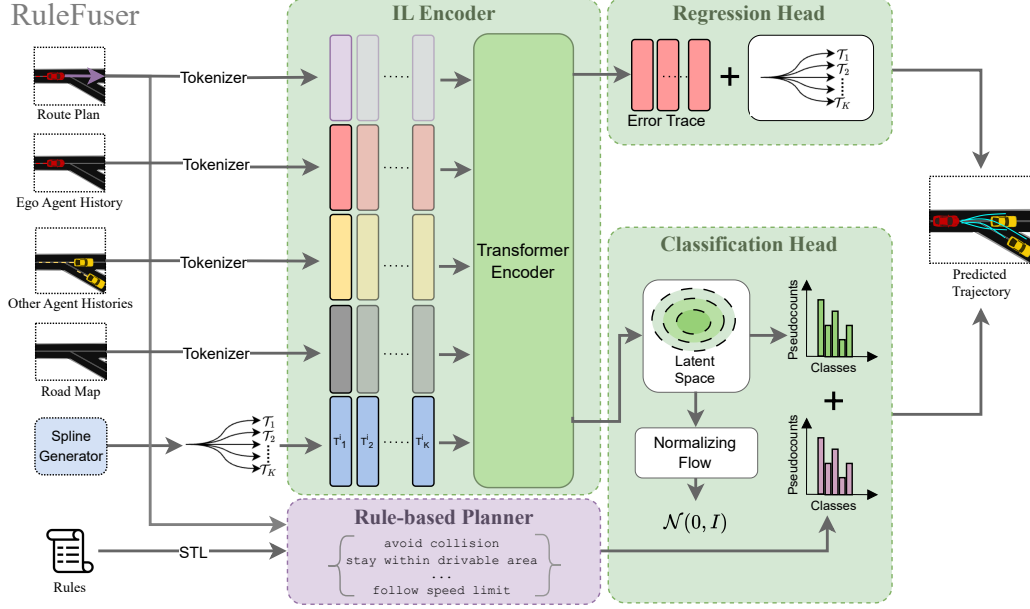 RuleFuser
IL Encoder
Regression Head
Tokenizer
Route Plan
Error Trace
+
𝒯1
𝒯2
𝒯K
Tokenizer
Ego Agent History
Tokenizer
Other Agent Histories
Transformer
Encoder
Classification Head
Predicted
Trajectory
Latent
Space
Pseudocounts
Classes
Tokenizer
Road Map
+
Spline
Generator
𝒯1
𝒯2
𝒯K
T^i_1
T^i_2
T^i_K
Normalizing
Flow
Pseudocounts
Classes
𝒩(0, I)
Rules
STL
Rule-based Planner
avoid collision
stay within drivable area
...
follow speed limit